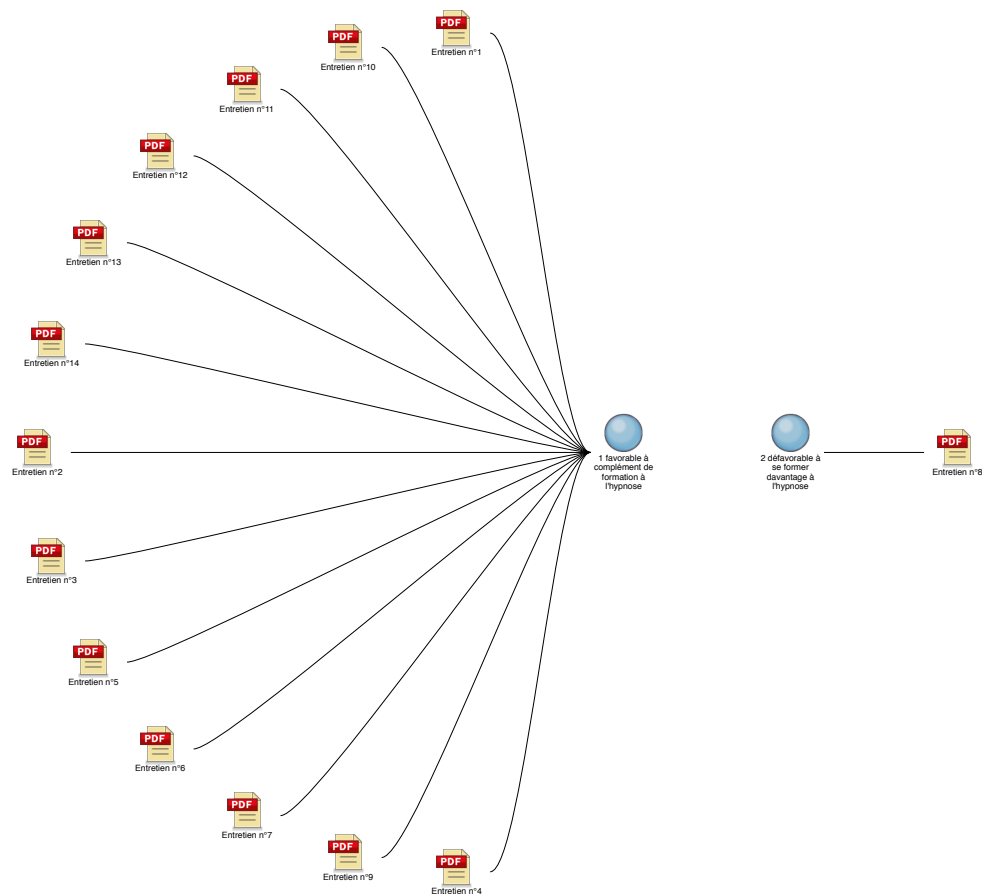 PDF
Entretien n°1
PDF
Entretien n°10
PDF
Entretien n°11
PDF
Entretien n°12
PDF
Entretien n°13
PDF
Entretien n°14
PDF
Entretien n°2
PDF
Entretien n°3
PDF
Entretien n°5
PDF
Entretien n°6
PDF
Entretien n°7
PDF
Entretien n°9
PDF
Entretien n°4
1 favorable à
complément de
formation à
l'hypnose
2 défavorable à
se former
davantage à
l'hypnose
PDF
Entretien n°8